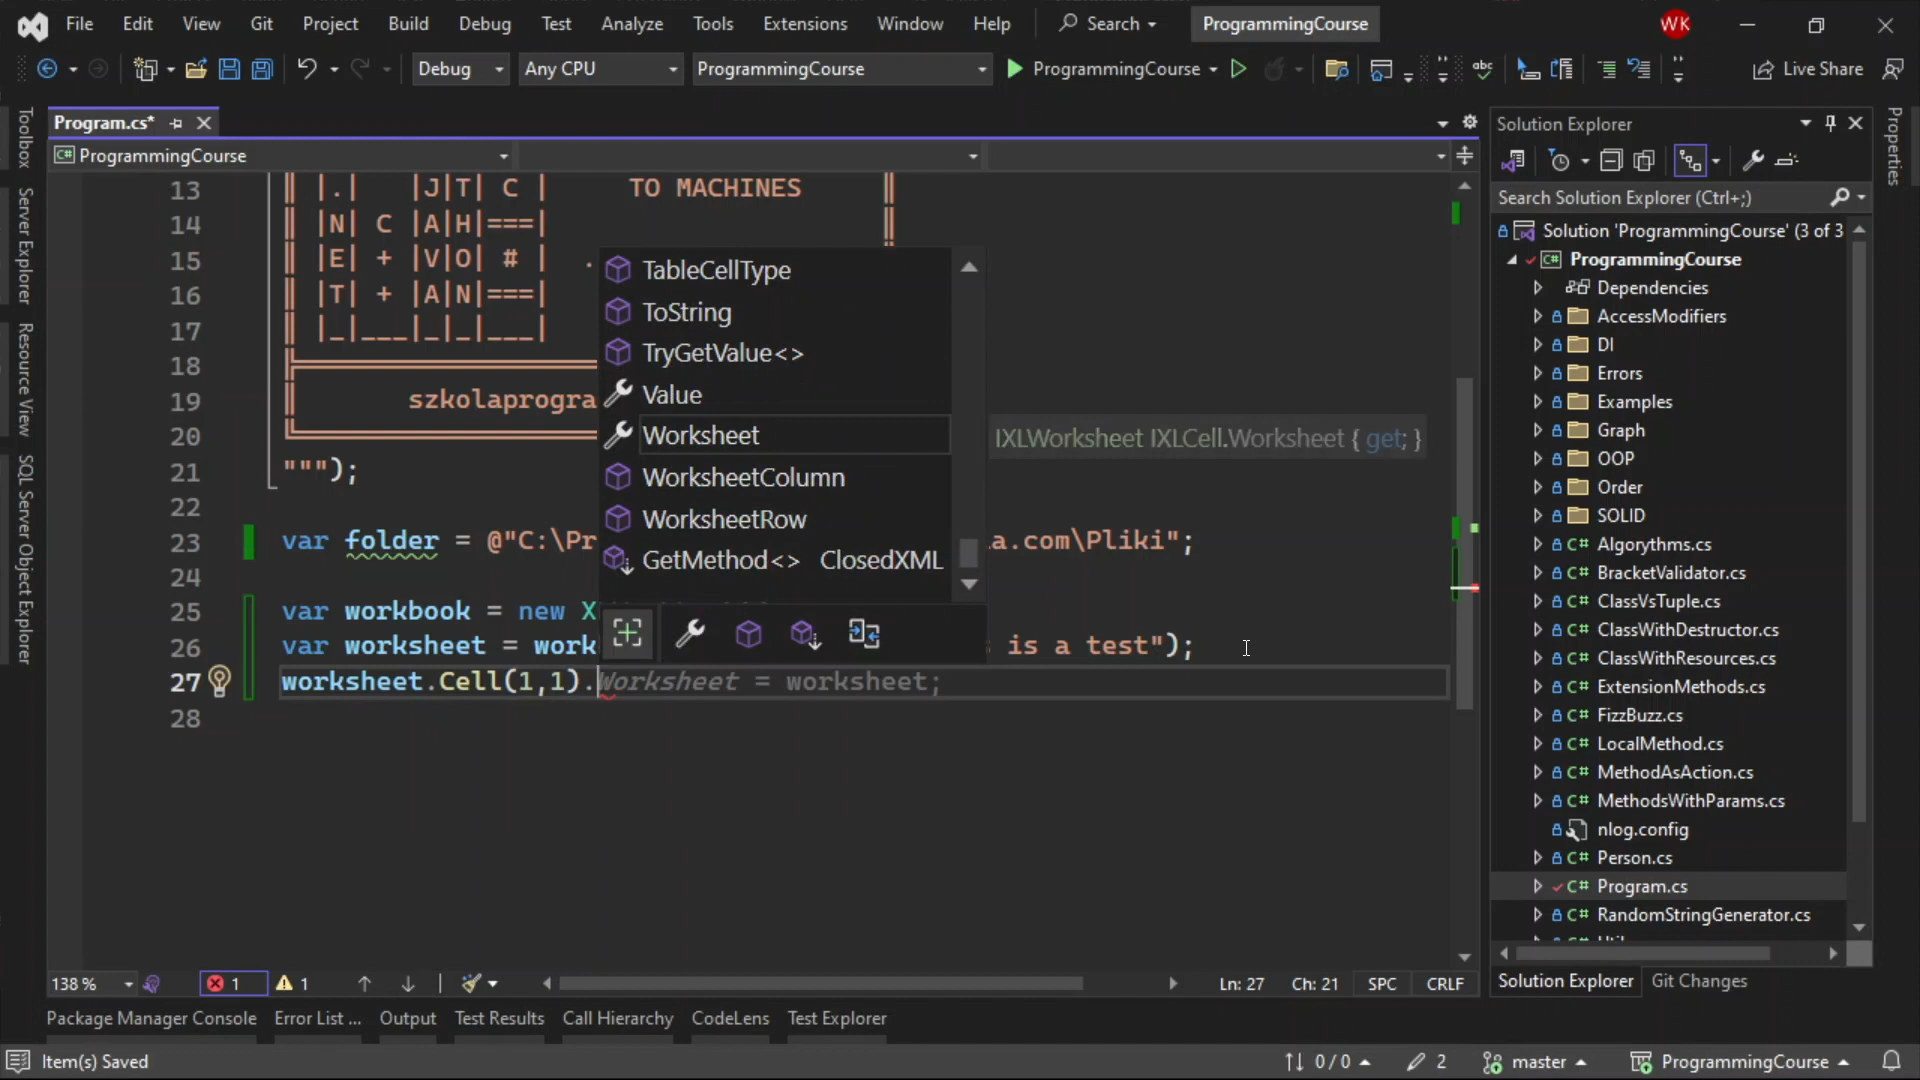 File Edit View Git Project Build Debug Test Analyze Tools Extensions Window Help Search ProgrammingCourse WK
Debug Any CPU ProgrammingCourse ProgrammingCourse Live Share
Program.cs*
ProgrammingCourse
Toolbox
Server Explorer
Resource View
SQL Server Object Explorer
13 ║ |.|   |J|T| C |     TO MACHINES     ║
14 ║ |N| C |A|H|===|                     ║
15 ║ |E| + |V|O| # |  .
16 ║ |T| + |A|N|===|
17 ║ |_|___|_|_|___|
18
19 ║       szkolaprogra
20
21 """);
22
23 var folder = @"C:\Pr a.com\Pliki";
24
25 var workbook = new X
26 var worksheet = work s is a test");
27 worksheet.Cell(1,1).Worksheet = worksheet;
28
TableCellType
ToString
TryGetValue<>
Value
Worksheet
WorksheetColumn
WorksheetRow
GetMethod<> ClosedXML
IXLWorksheet IXLCell.Worksheet { get; }
138 % 1 1 Ln: 27 Ch: 21 SPC CRLF
Package Manager Console Error List ... Output Test Results Call Hierarchy CodeLens Test Explorer
Item(s) Saved 0 / 0 2 master ProgrammingCourse
Solution Explorer
Search Solution Explorer (Ctrl+;)
Solution 'ProgrammingCourse' (3 of 3
C# ProgrammingCourse
Dependencies
AccessModifiers
DI
Errors
Examples
Graph
OOP
Order
SOLID
C# Algorythms.cs
C# BracketValidator.cs
C# ClassVsTuple.cs
C# ClassWithDestructor.cs
C# ClassWithResources.cs
C# ExtensionMethods.cs
C# FizzBuzz.cs
C# LocalMethod.cs
C# MethodAsAction.cs
C# MethodsWithParams.cs
nlog.config
C# Person.cs
C# Program.cs
C# RandomStringGenerator.cs
Solution Explorer Git Changes
Properties